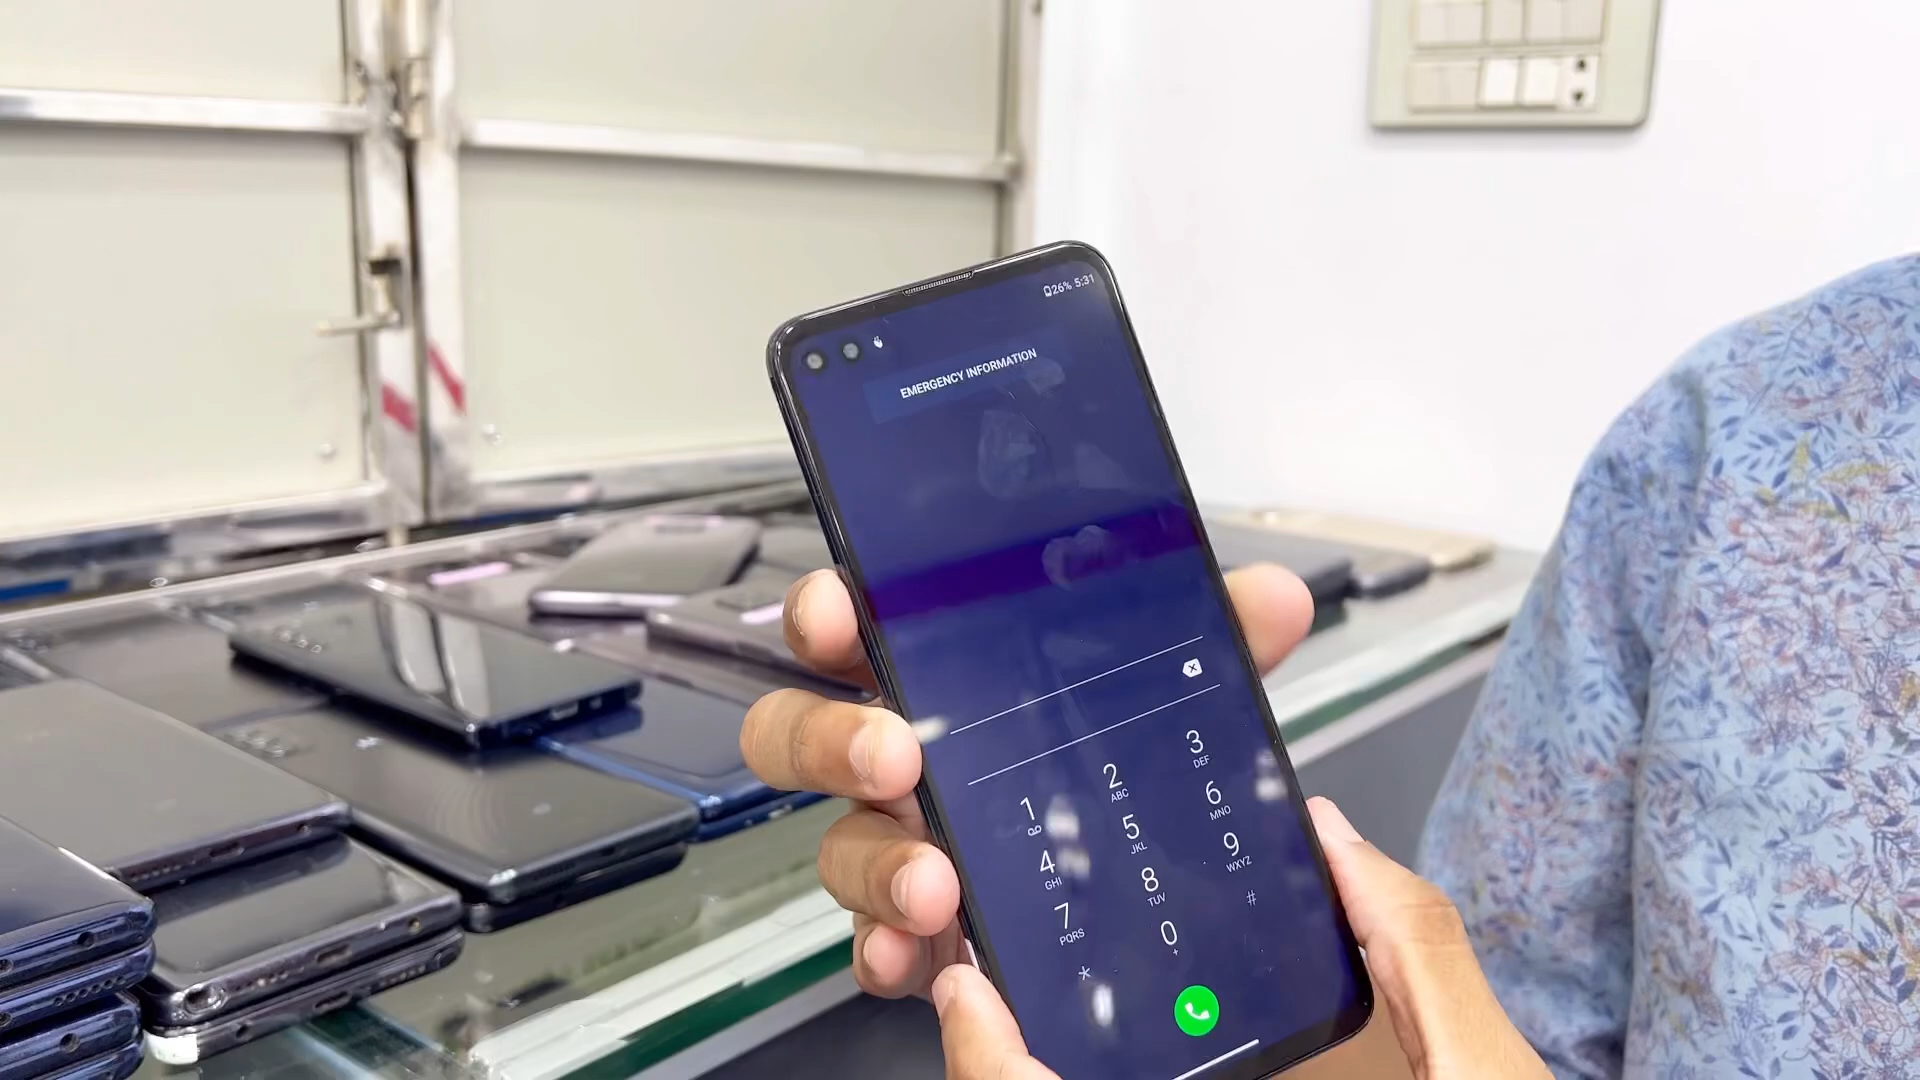 26% 5:31
EMERGENCY INFORMATION
1
2 ABC
3 DEF
4 GHI
5 JKL
6 MNO
7 PQRS
8 TUV
9 WXYZ
*
0 +
#